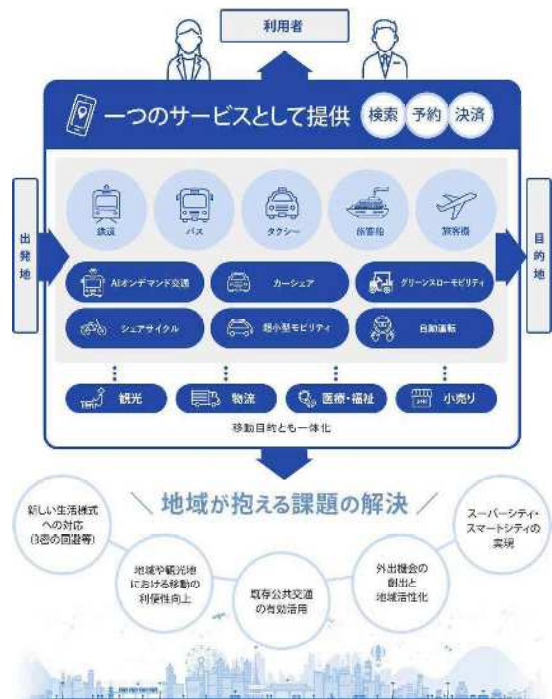 利用者
一つのサービスとして提供 検索 予約 決済
出発地
目的地
鉄道
バス
タクシー
旅客船
旅客機
AIオンデマンド交通
カーシェア
グリーンスローモビリティ
シェアサイクル
超小型モビリティ
自動運転
観光
物流
医療・福祉
小売り
移動目的とも一体化
地域が抱える課題の解決
新しい生活様式
への対応
(3密の回避等)
地域や観光地
における移動の
利便性向上
既存公共交通
の有効活用
外出機会の
創出と
地域活性化
スーパーシティ・
スマートシティの
実現